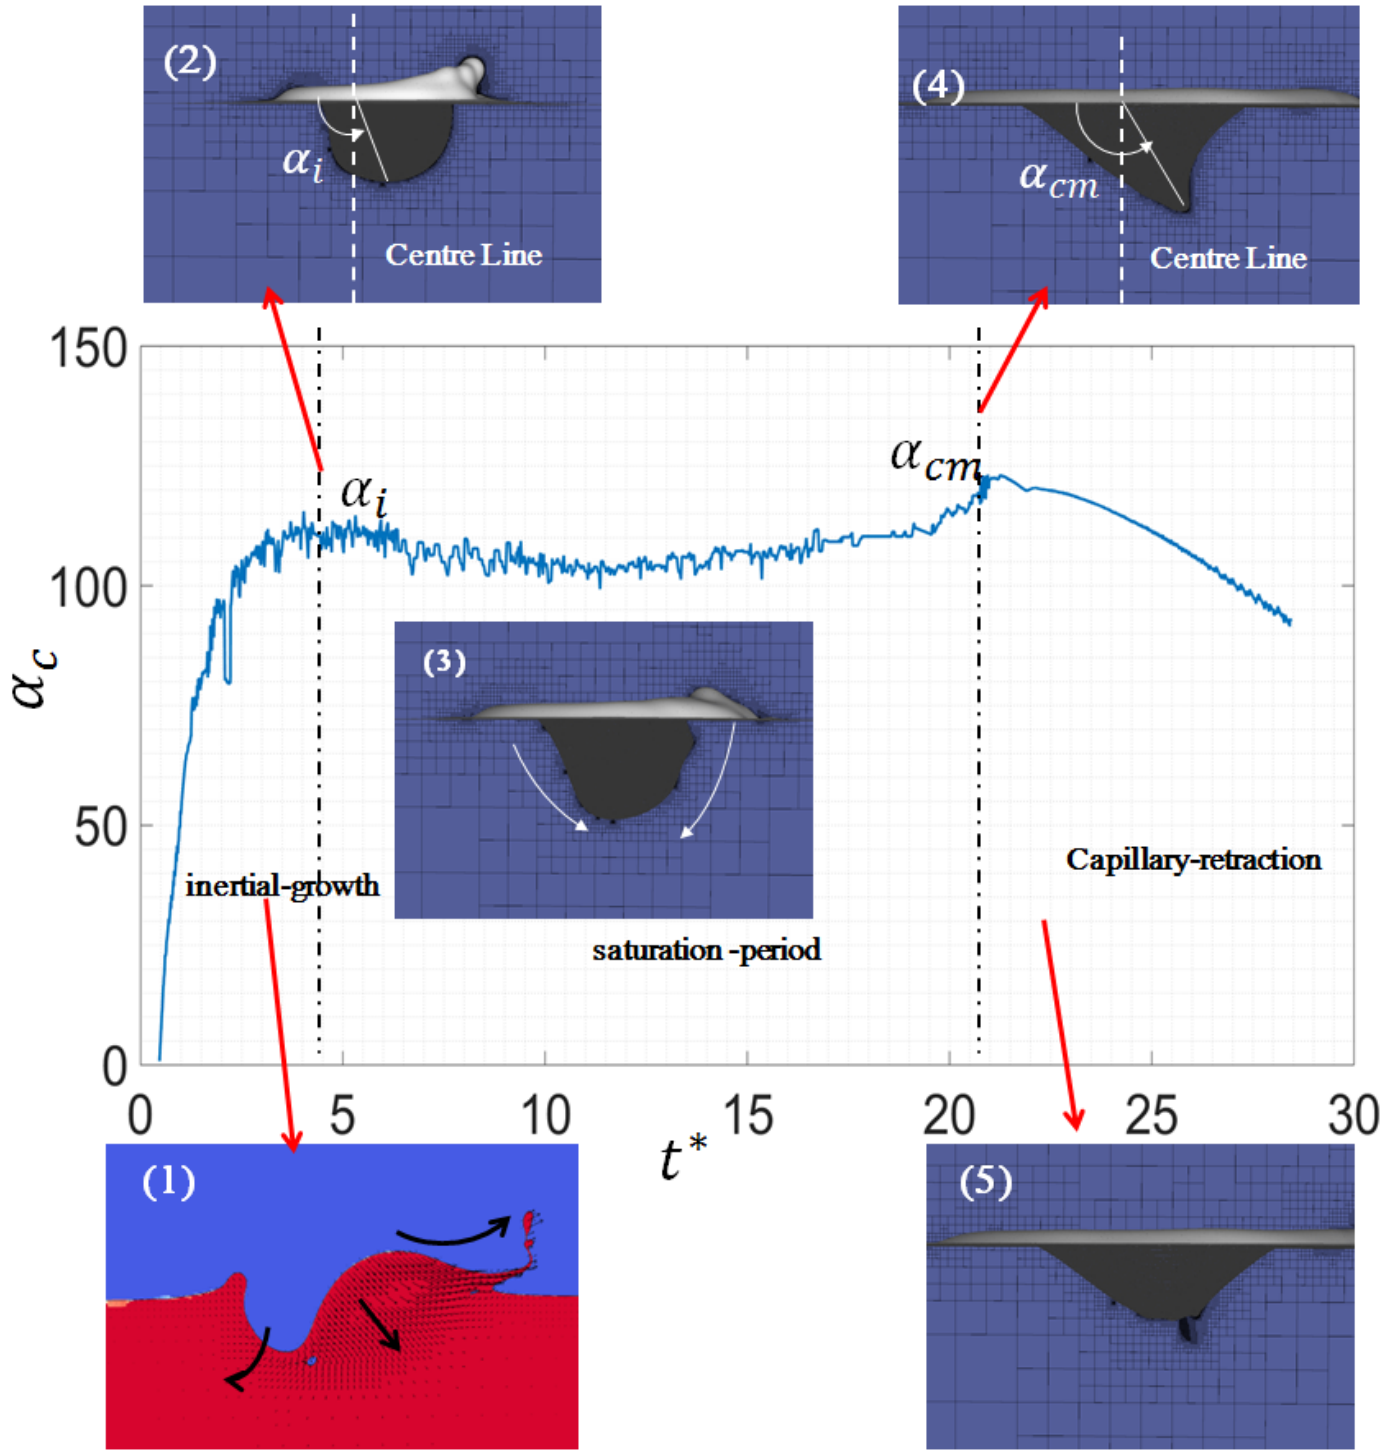 (2)
α_i
Centre Line
(4)
α_cm
Centre Line
150
α_cm
α_i
100
(3)
α_c
50
Capillary-retraction
inertial-growth
saturation -period
0
0 5 10 15 20 25 30
t*
(1)
(5)